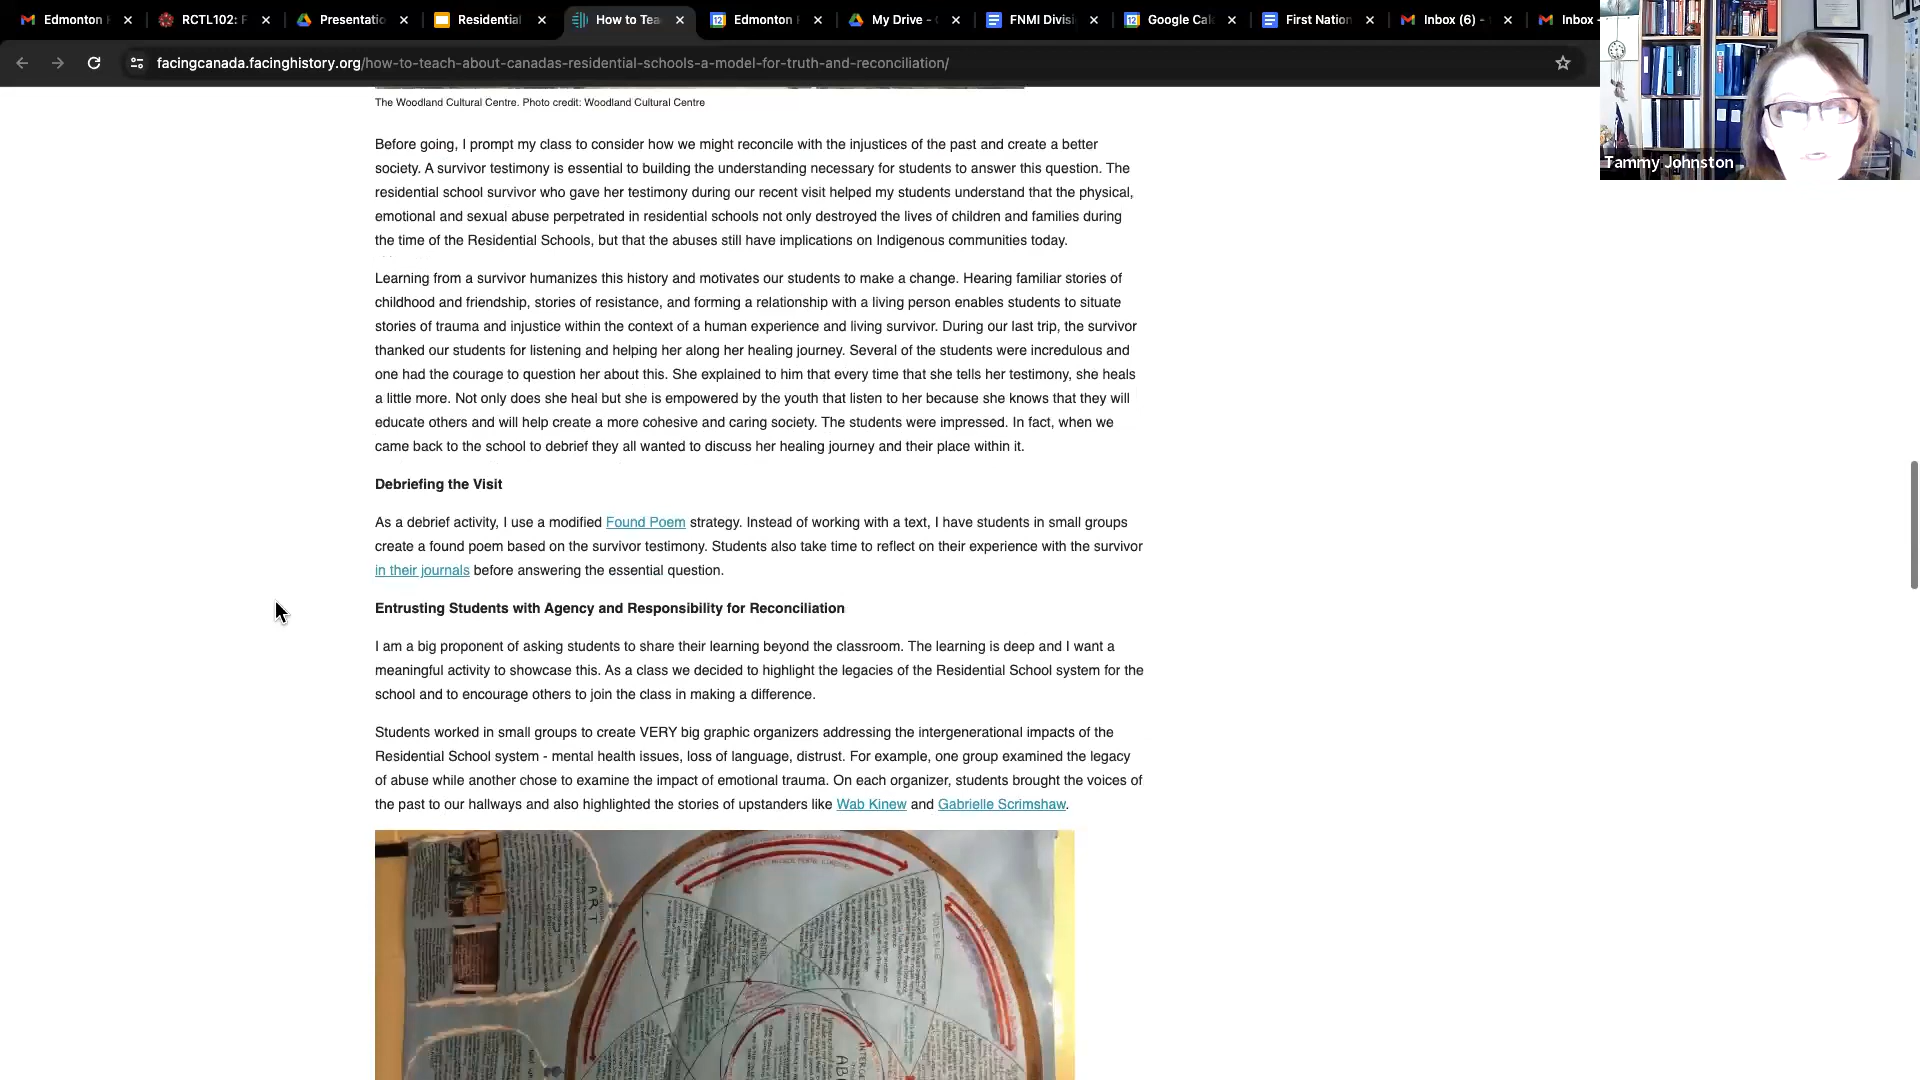 Edmonton
RCTL102: F
Presentatio
Residential
How to Tea
Edmonton
My Drive -
FNMI Divisi
Google Cal
First Nation
Inbox (6) -
Inbox
facingcanada.facinghistory.org/how-to-teach-about-canadas-residential-schools-a-model-for-truth-and-reconciliation/
Tammy Johnston
The Woodland Cultural Centre. Photo credit: Woodland Cultural Centre
Before going, I prompt my class to consider how we might reconcile with the injustices of the past and create a better
society. A survivor testimony is essential to building the understanding necessary for students to answer this question. The
residential school survivor who gave her testimony during our recent visit helped my students understand that the physical,
emotional and sexual abuse perpetrated in residential schools not only destroyed the lives of children and families during
the time of the Residential Schools, but that the abuses still have implications on Indigenous communities today.
Learning from a survivor humanizes this history and motivates our students to make a change. Hearing familiar stories of
childhood and friendship, stories of resistance, and forming a relationship with a living person enables students to situate
stories of trauma and injustice within the context of a human experience and living survivor. During our last trip, the survivor
thanked our students for listening and helping her along her healing journey. Several of the students were incredulous and
one had the courage to question her about this. She explained to him that every time that she tells her testimony, she heals
a little more. Not only does she heal but she is empowered by the youth that listen to her because she knows that they will
educate others and will help create a more cohesive and caring society. The students were impressed. In fact, when we
came back to the school to debrief they all wanted to discuss her healing journey and their place within it.
Debriefing the Visit
As a debrief activity, I use a modified Found Poem strategy. Instead of working with a text, I have students in small groups
create a found poem based on the survivor testimony. Students also take time to reflect on their experience with the survivor
in their journals before answering the essential question.
Entrusting Students with Agency and Responsibility for Reconciliation
I am a big proponent of asking students to share their learning beyond the classroom. The learning is deep and I want a
meaningful activity to showcase this. As a class we decided to highlight the legacies of the Residential School system for the
school and to encourage others to join the class in making a difference.
Students worked in small groups to create VERY big graphic organizers addressing the intergenerational impacts of the
Residential School system - mental health issues, loss of language, distrust. For example, one group examined the legacy
of abuse while another chose to examine the impact of emotional trauma. On each organizer, students brought the voices of
the past to our hallways and also highlighted the stories of upstanders like Wab Kinew and Gabrielle Scrimshaw.
ART
VIOLENCE